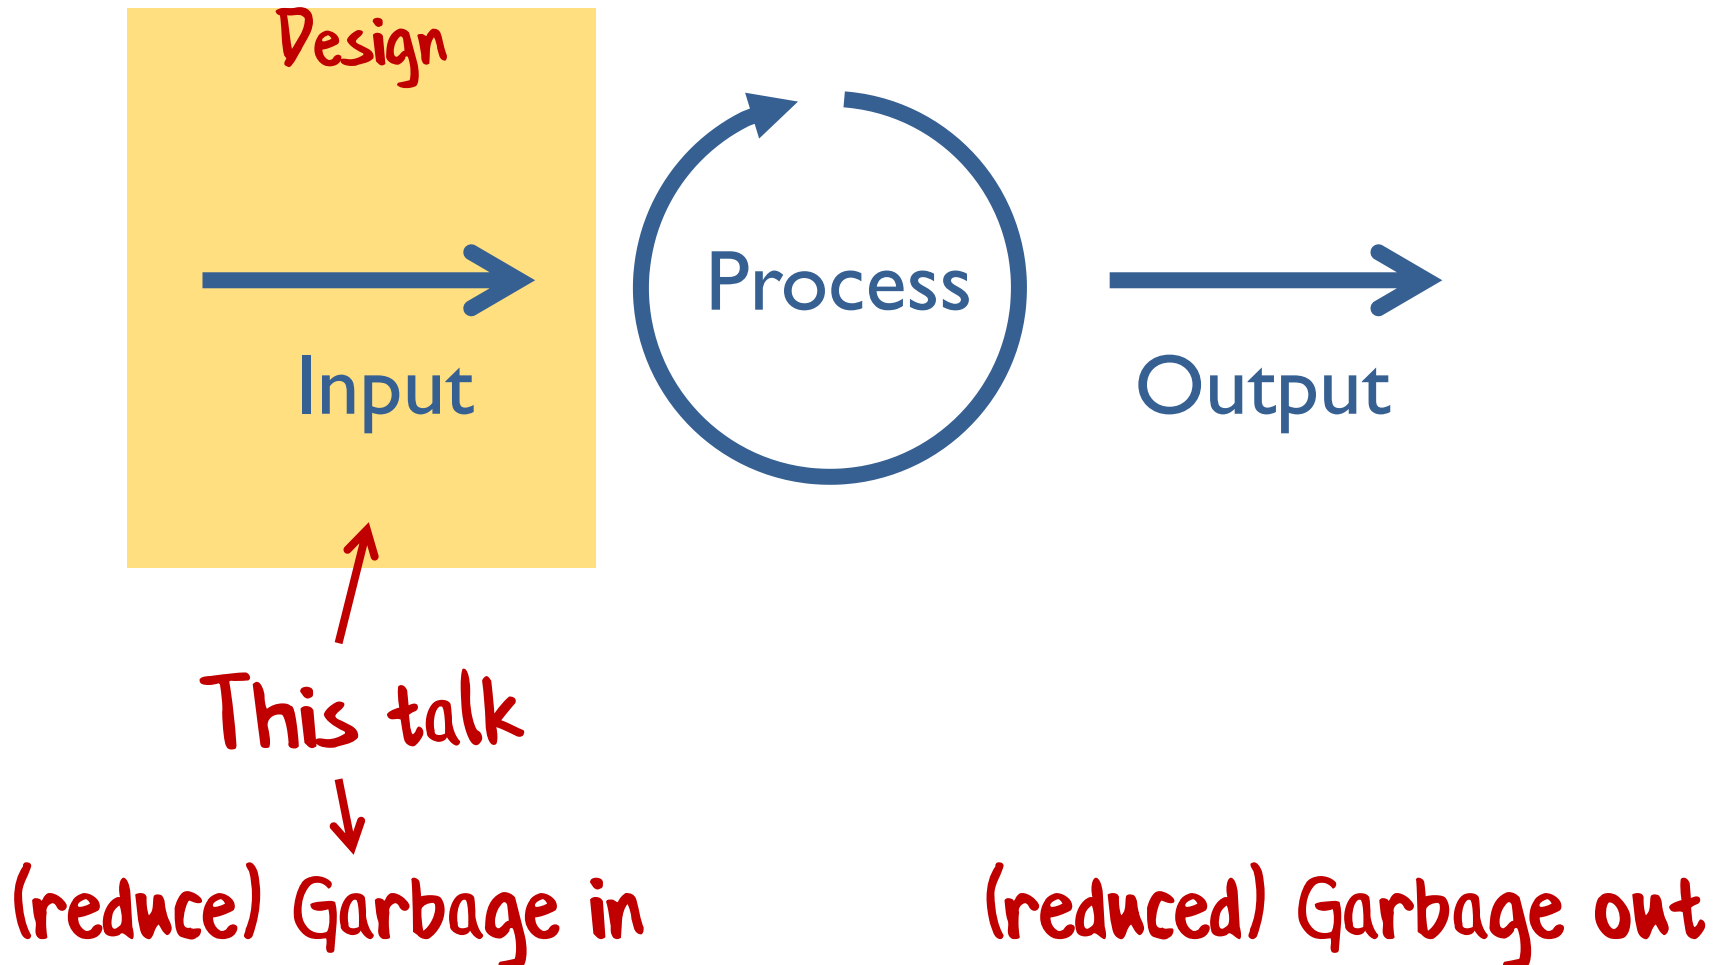 Design
Process
Input
Output
This talk
(reduce) Garbage in
(reduced) Garbage out